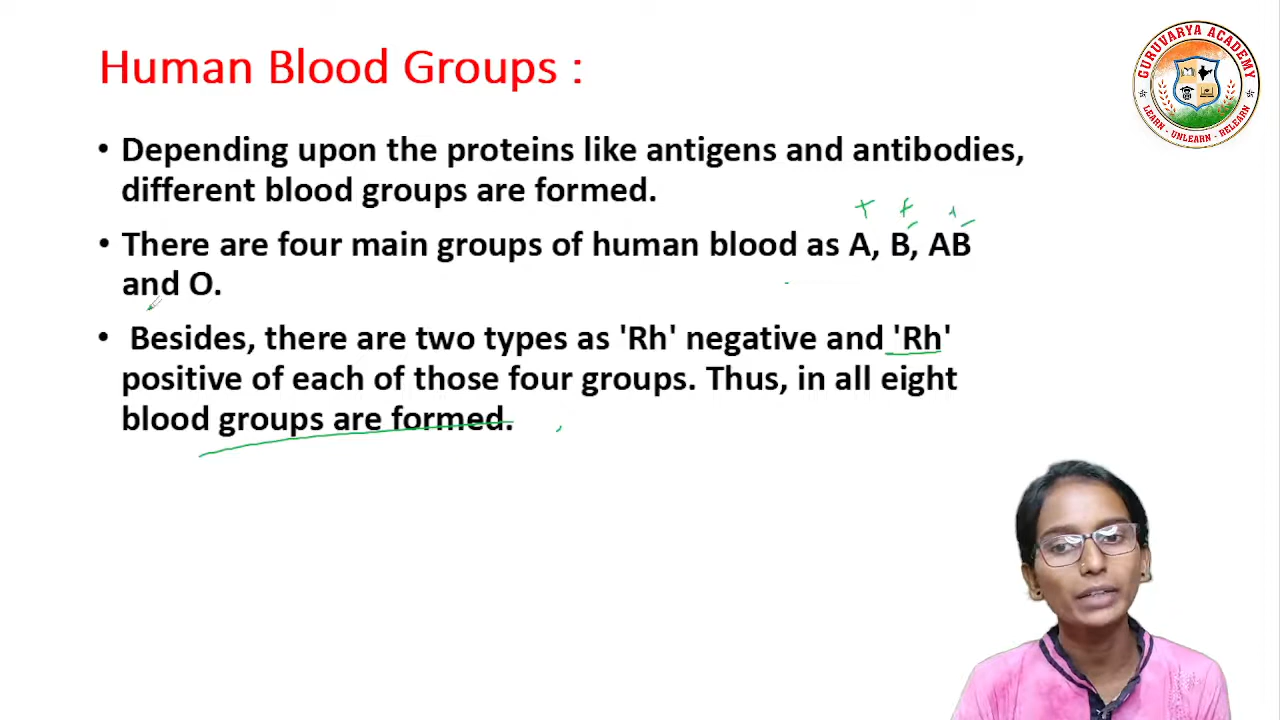 Human Blood Groups :
• Depending upon the proteins like antigens and antibodies,
different blood groups are formed.
+ + +
- -
• There are four main groups of human blood as A, B, AB
and O.
• Besides, there are two types as 'Rh' negative and 'Rh'
positive of each of those four groups. Thus, in all eight
blood groups are formed.
GURUVARYA ACADEMY
LEARN - UNLEARN - RELEARN